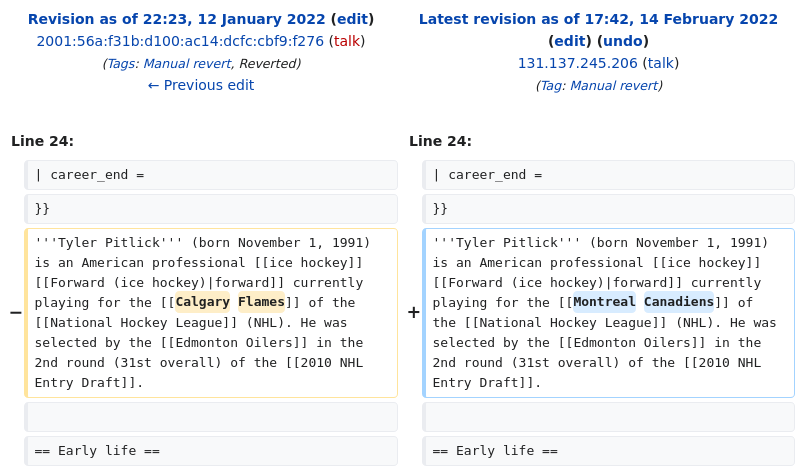 Revision as of 22:23, 12 January 2022 (edit)
2001:56a:f31b:d100:ac14:dcfc:cbf9:f276 (talk)
(Tags: Manual revert, Reverted)
← Previous edit
Latest revision as of 17:42, 14 February 2022
(edit) (undo)
131.137.245.206 (talk)
(Tag: Manual revert)
Line 24:
| career_end =
}}
− '''Tyler Pitlick''' (born November 1, 1991)
is an American professional [[ice hockey]]
[[Forward (ice hockey)|forward]] currently
playing for the [[Calgary Flames]] of the
[[National Hockey League]] (NHL). He was
selected by the [[Edmonton Oilers]] in the
2nd round (31st overall) of the [[2010 NHL
Entry Draft]].
== Early life ==
Line 24:
| career_end =
}}
+ '''Tyler Pitlick''' (born November 1, 1991)
is an American professional [[ice hockey]]
[[Forward (ice hockey)|forward]] currently
playing for the [[Montreal Canadiens]] of
the [[National Hockey League]] (NHL). He was
selected by the [[Edmonton Oilers]] in the
2nd round (31st overall) of the [[2010 NHL
Entry Draft]].
== Early life ==